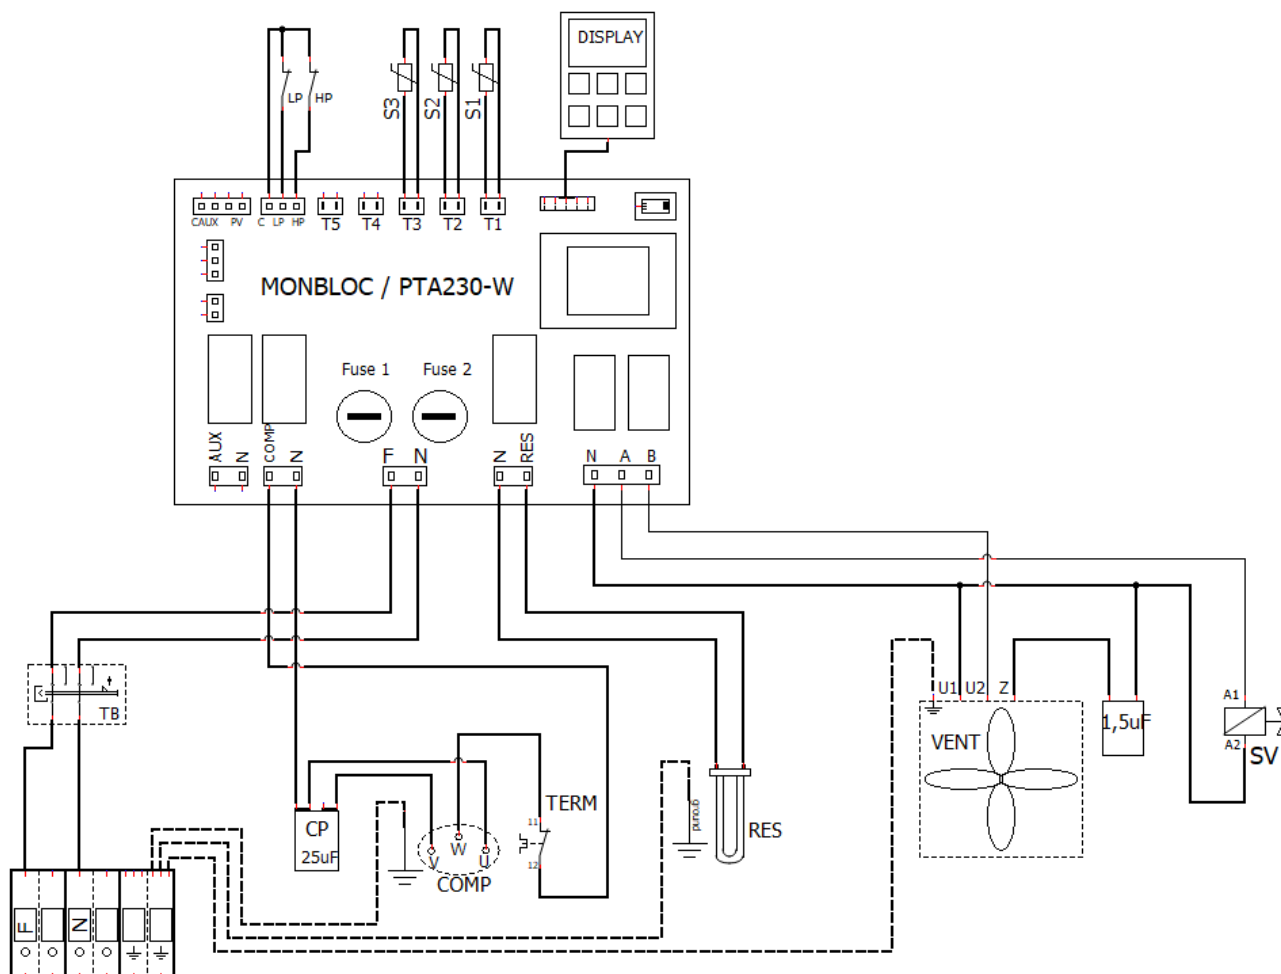 DISPLAY
LP HP
S3
S2
S1
CAUX PV C LP HP T5 T4 T3 T2 T1
MONBLOC / PTA230-W
Fuse 1 Fuse 2
AUX
N
COMP
N
F N
N
RES
N A B
TB
U1 U2 Z
A1
1,5uF
VENT
A2
SV
TERM
11
ground
CP
25uF
W
V U
12
RES
COMP
F
N